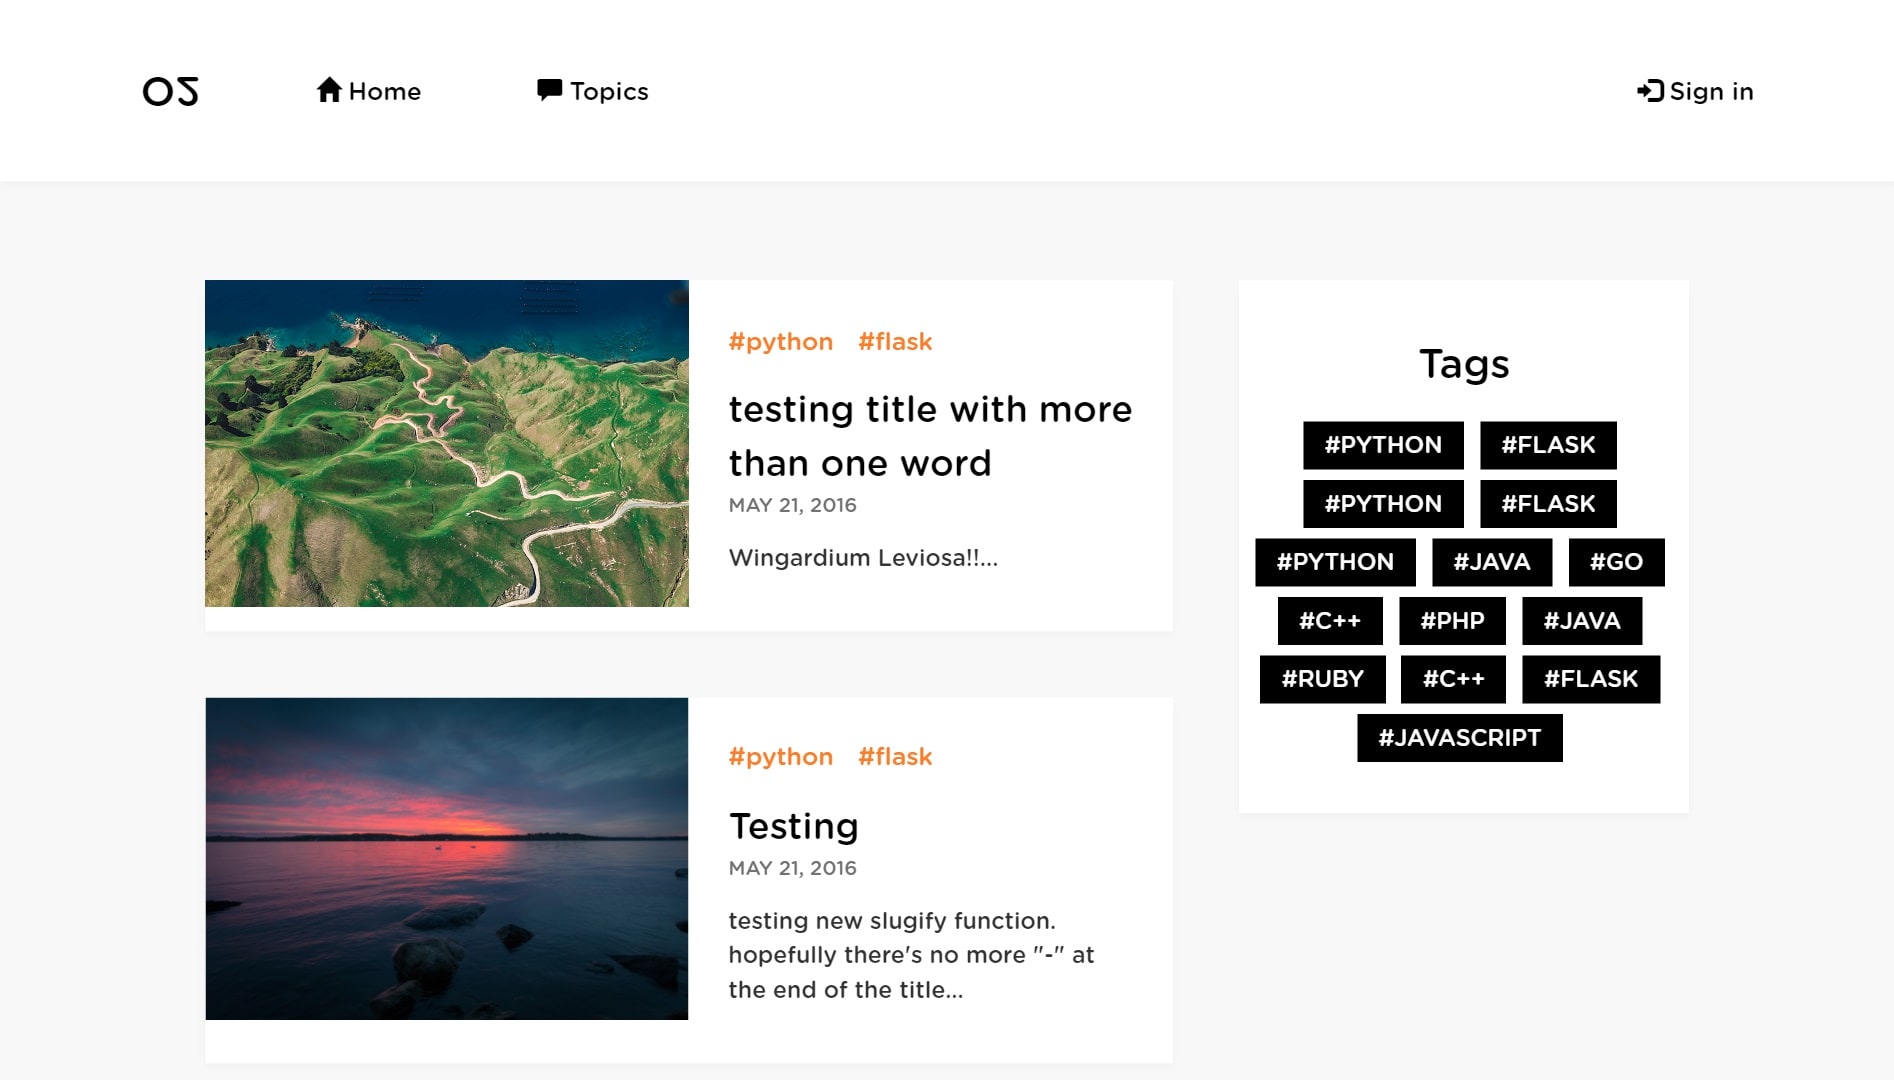 Home Topics Sign in
#python #flask
testing title with more
than one word
MAY 21, 2016
Wingardium Leviosa!!...
#python #flask
Testing
MAY 21, 2016
testing new slugify function.
hopefully there's no more "-" at
the end of the title...
Tags
#PYTHON #FLASK
#PYTHON #FLASK
#PYTHON #JAVA #GO
#C++ #PHP #JAVA
#RUBY #C++ #FLASK
#JAVASCRIPT